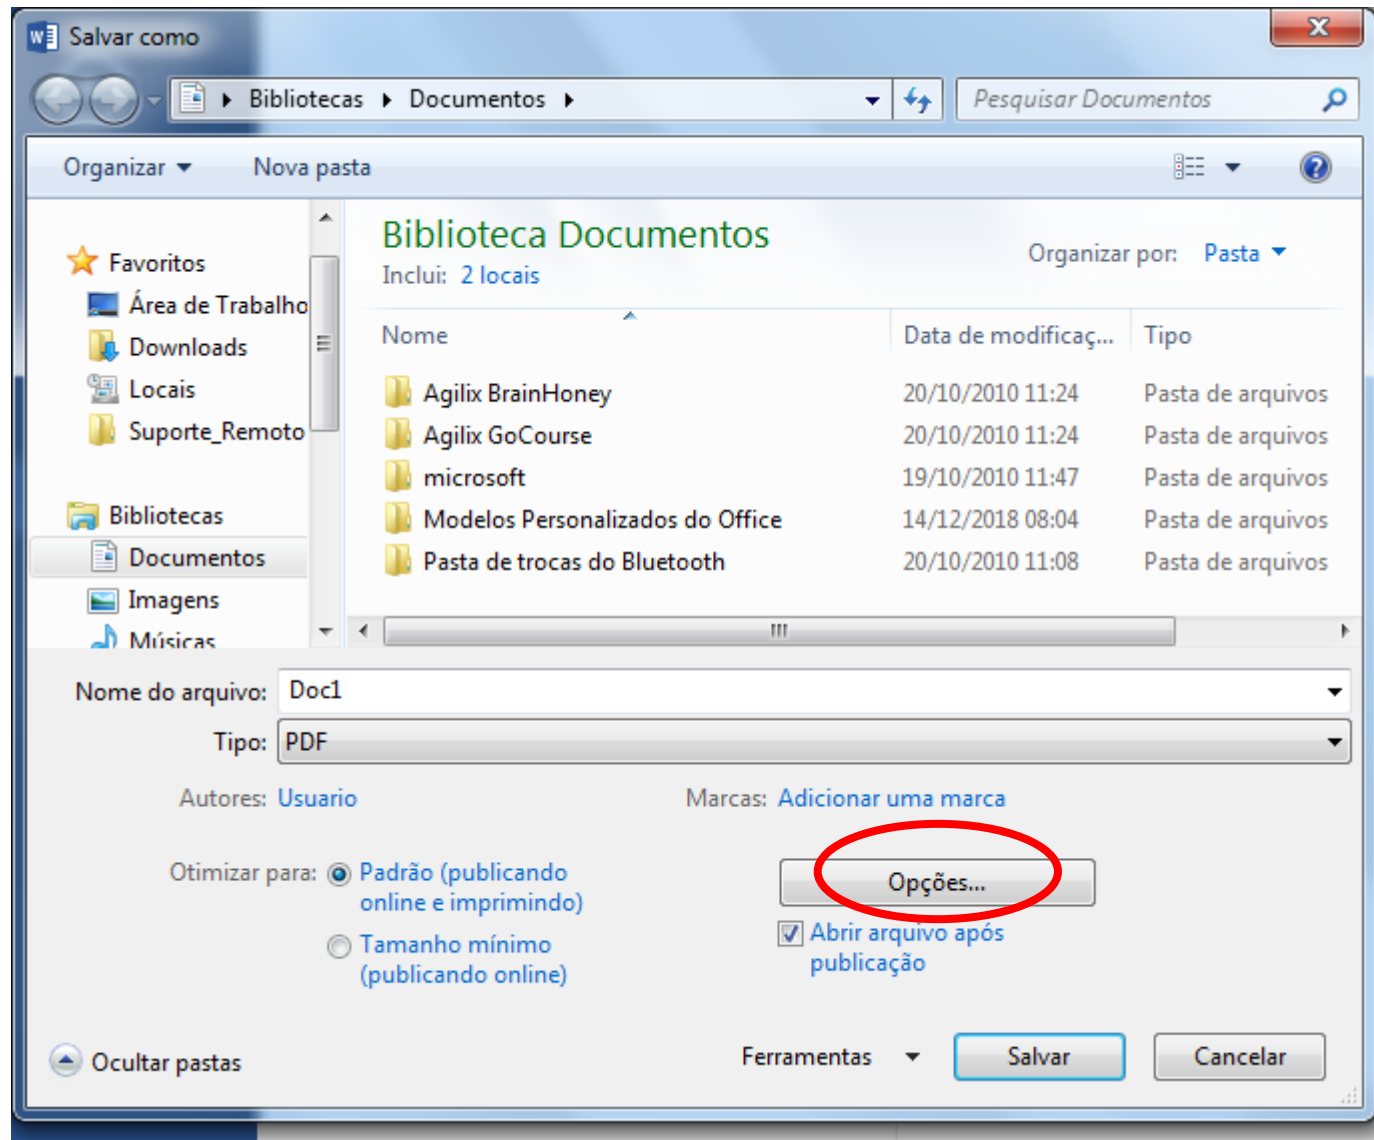 Salvar como
Bibliotecas Documentos
Pesquisar Documentos
Organizar Nova pasta
Favoritos
Área de Trabalho
Downloads
Locais
Suporte_Remoto
Bibliotecas
Documentos
Imagens
Músicas
Biblioteca Documentos
Inclui: 2 locais
Organizar por: Pasta
Nome Data de modificaç... Tipo
Agilix BrainHoney 20/10/2010 11:24 Pasta de arquivos
Agilix GoCourse 20/10/2010 11:24 Pasta de arquivos
microsoft 19/10/2010 11:47 Pasta de arquivos
Modelos Personalizados do Office 14/12/2018 08:04 Pasta de arquivos
Pasta de trocas do Bluetooth 20/10/2010 11:08 Pasta de arquivos
Nome do arquivo: Doc1
Tipo: PDF
Autores: Usuario
Marcas: Adicionar uma marca
Otimizar para: Padrão (publicando
online e imprimindo)
Tamanho mínimo
(publicando online)
Opções...
Abrir arquivo após
publicação
Ocultar pastas
Ferramentas
Salvar
Cancelar